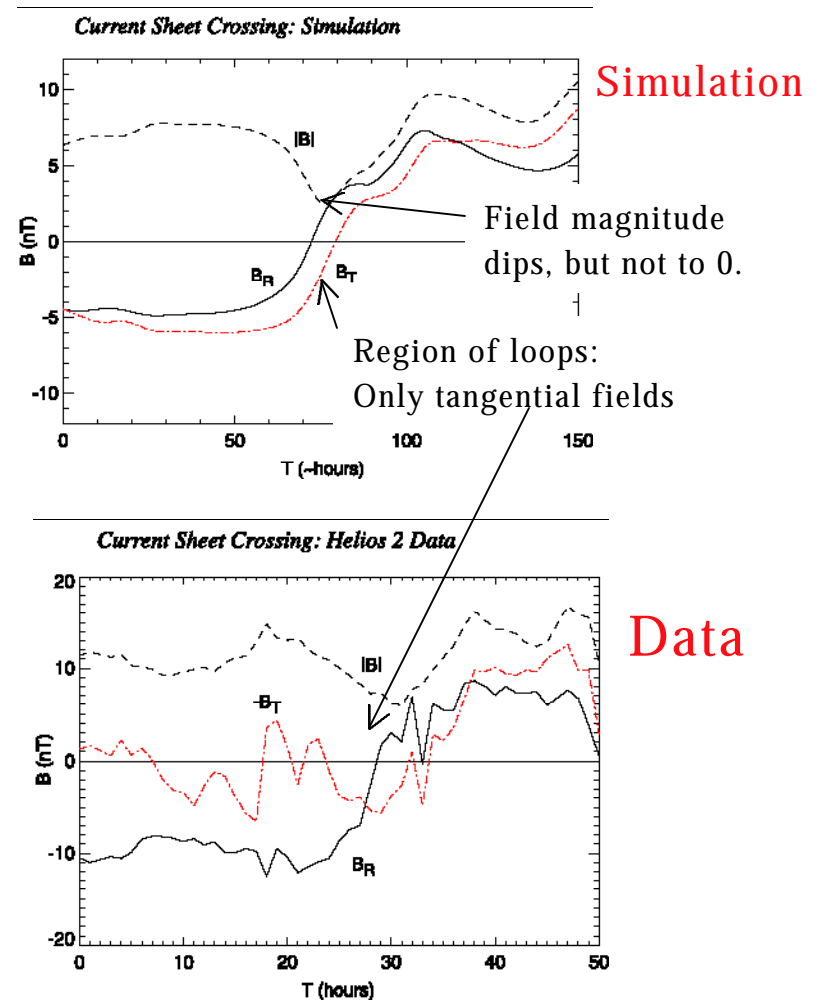 Current Sheet Crossing: Simulation
Simulation
10
5
0
-5
-10
B (nT)
|B|
B_R
B_T
Field magnitude
dips, but not to 0.
Region of loops:
Only tangential fields
0
50
100
150
T (~hours)
Current Sheet Crossing: Helios 2 Data
Data
20
10
0
-10
-20
B (nT)
|B|
-B_T
B_R
0
10
20
30
40
50
T (hours)